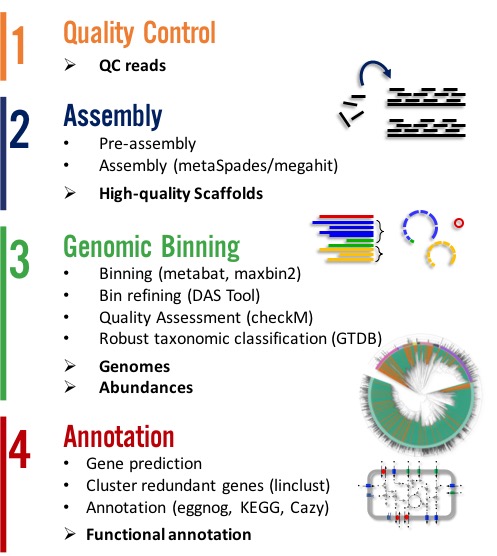 1 Quality Control
➢ QC reads
2 Assembly
• Pre-assembly
• Assembly (metaSpades/megahit)
➢ High-quality Scaffolds
3 Genomic Binning
• Binning (metabat, maxbin2)
• Bin refining (DAS Tool)
• Quality Assessment (checkM)
• Robust taxonomic classification (GTDB)
➢ Genomes
➢ Abundances
4 Annotation
• Gene prediction
• Cluster redundant genes (linclust)
• Annotation (eggnog, KEGG, Cazy)
➢ Functional annotation